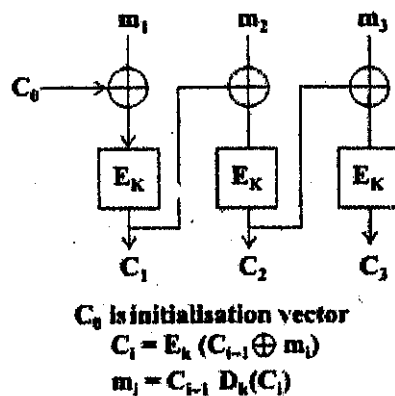 m₁ m₂ m₃
C₀
E_K E_K E_K
C₁ C₂ C₃
C₀ is initialisation vector
Cᵢ = Eₖ (Cᵢ₋₁ ⊕ mᵢ)
mᵢ = Cᵢ₋₁ Dₖ(Cᵢ)